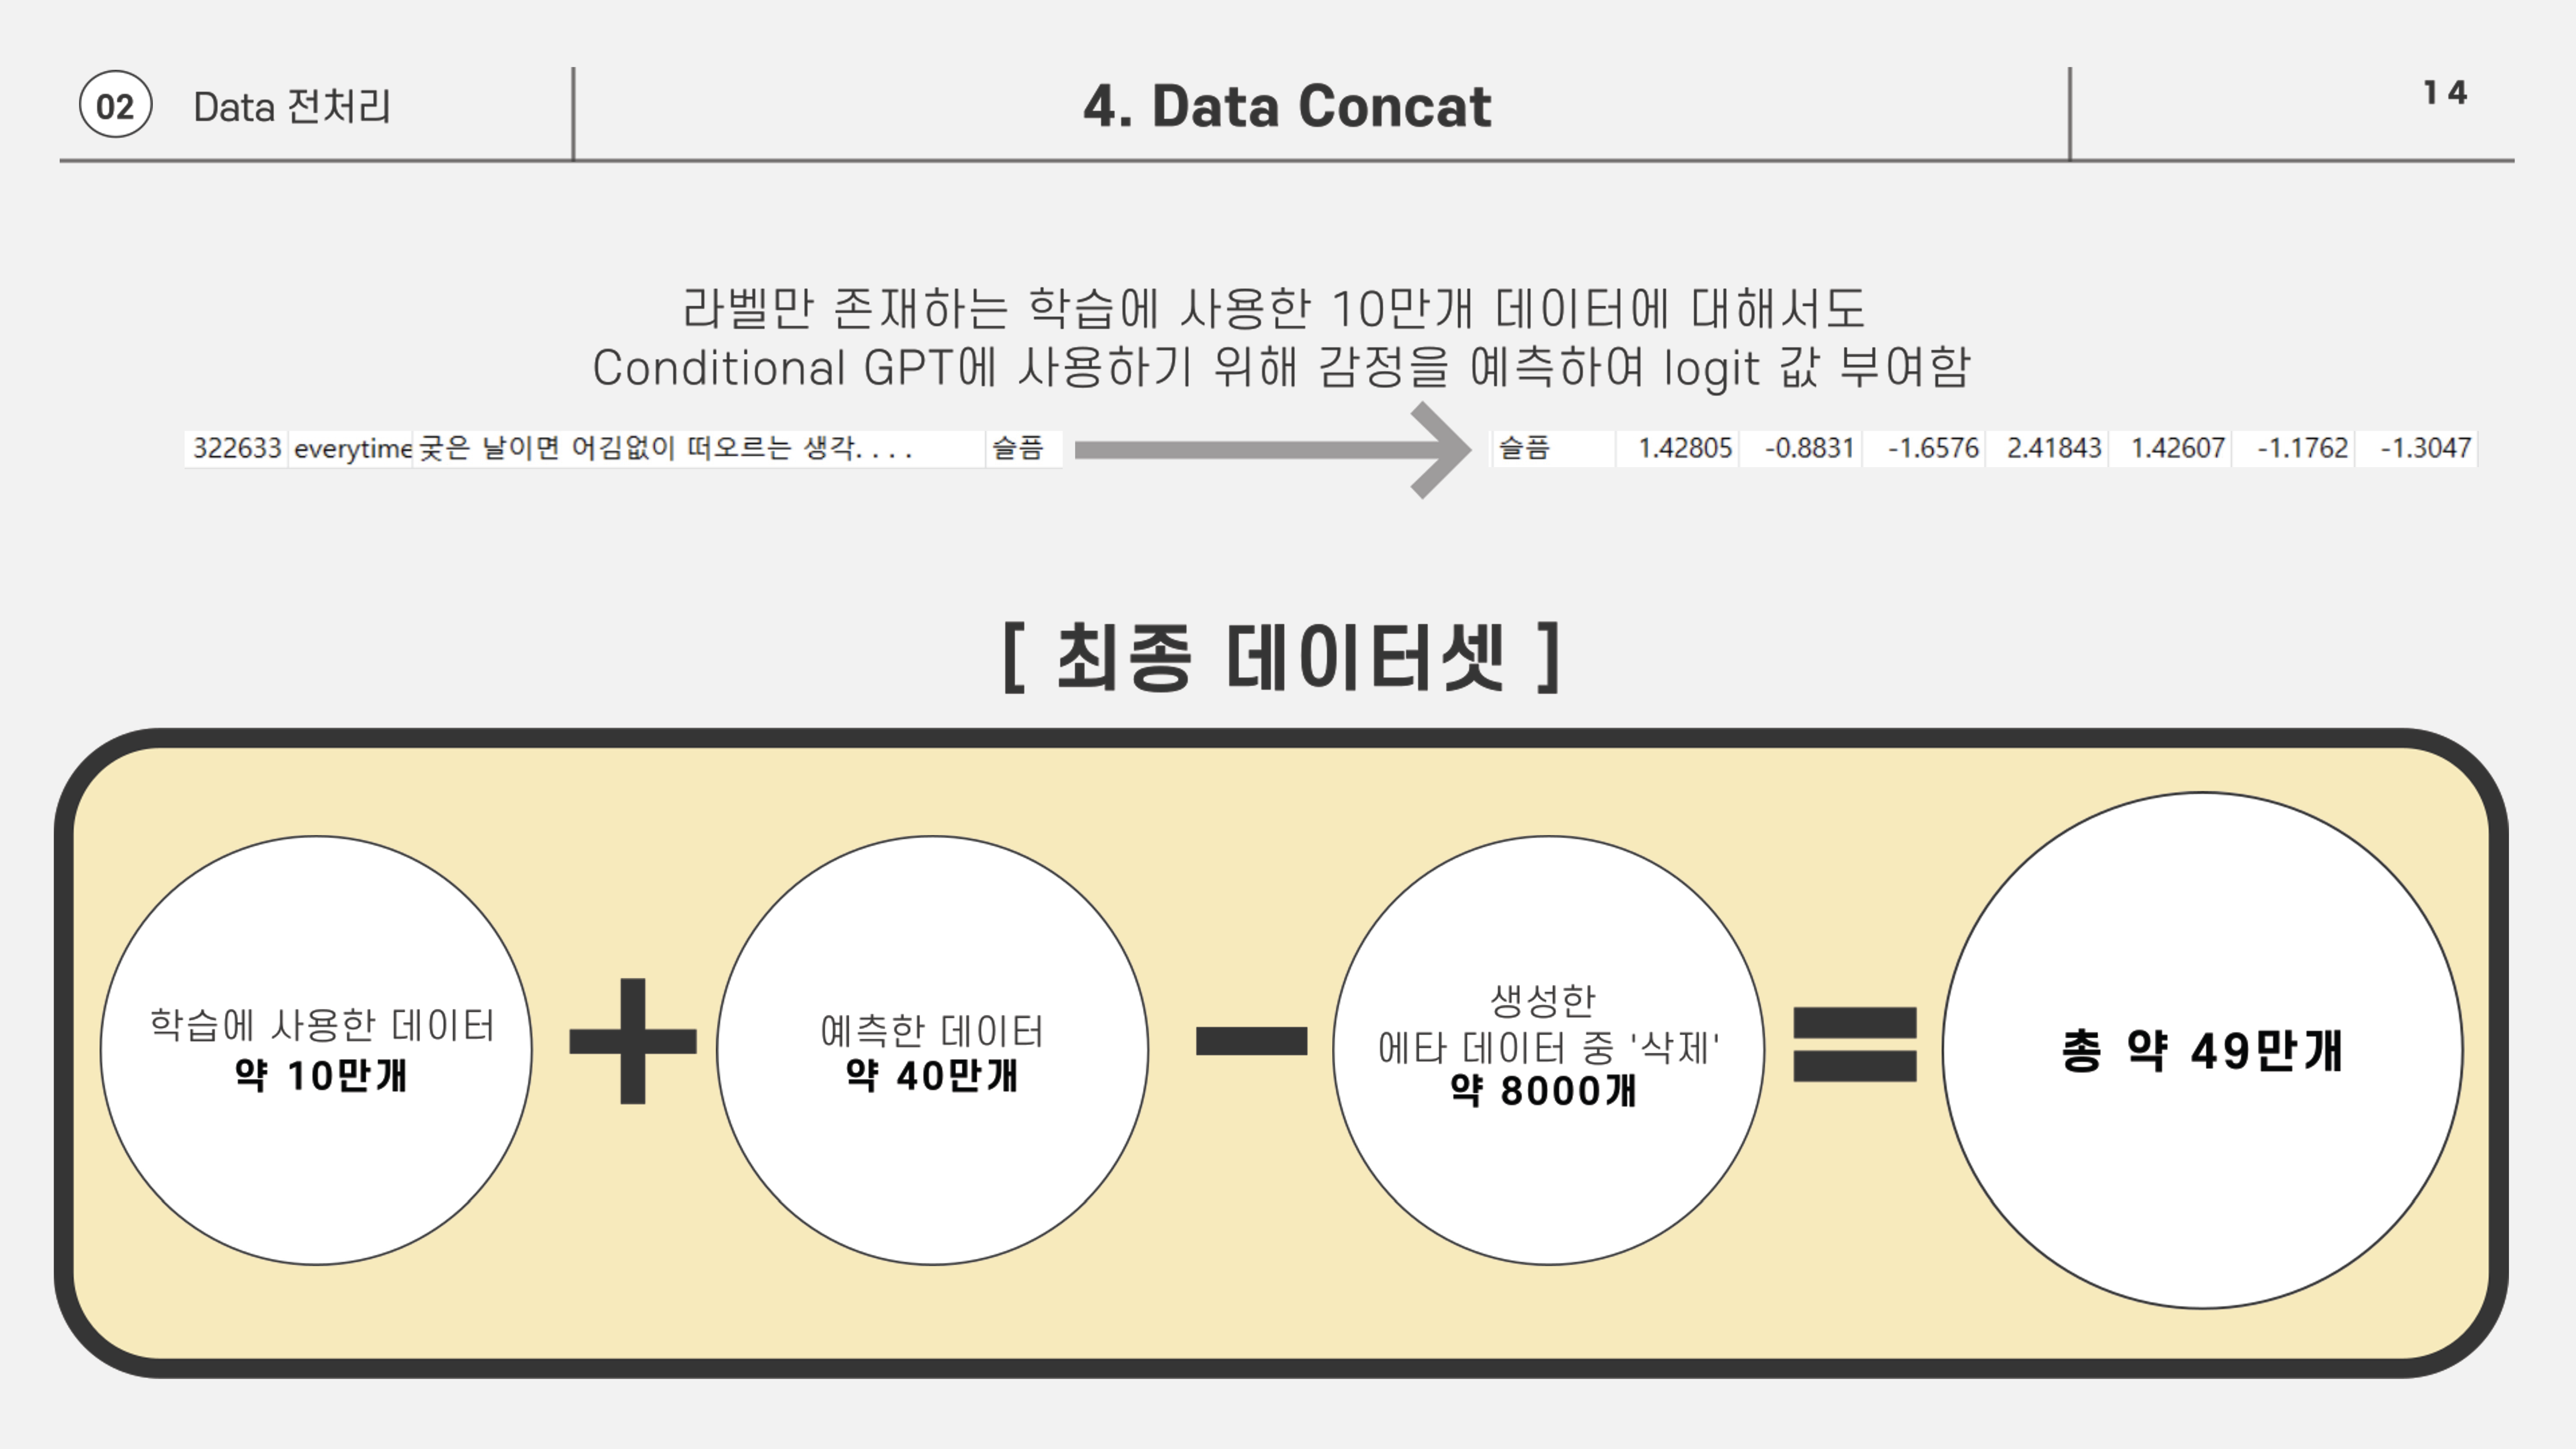 02 Data 전처리
4. Data Concat
14
라벨만 존재하는 학습에 사용한 10만개 데이터에 대해서도
Conditional GPT에 사용하기 위해 감정을 예측하여 logit 값 부여함
322633 everytime 궂은 날이면 어김없이 떠오르는 생각.... 슬픔
슬픔 1.42805 -0.8831 -1.6576 2.41843 1.42607 -1.1762 -1.3047
[ 최종 데이터셋 ]
학습에 사용한 데이터
약 10만개
+
예측한 데이터
약 40만개
-
생성한
에타 데이터 중 '삭제'
약 8000개
=
총 약 49만개